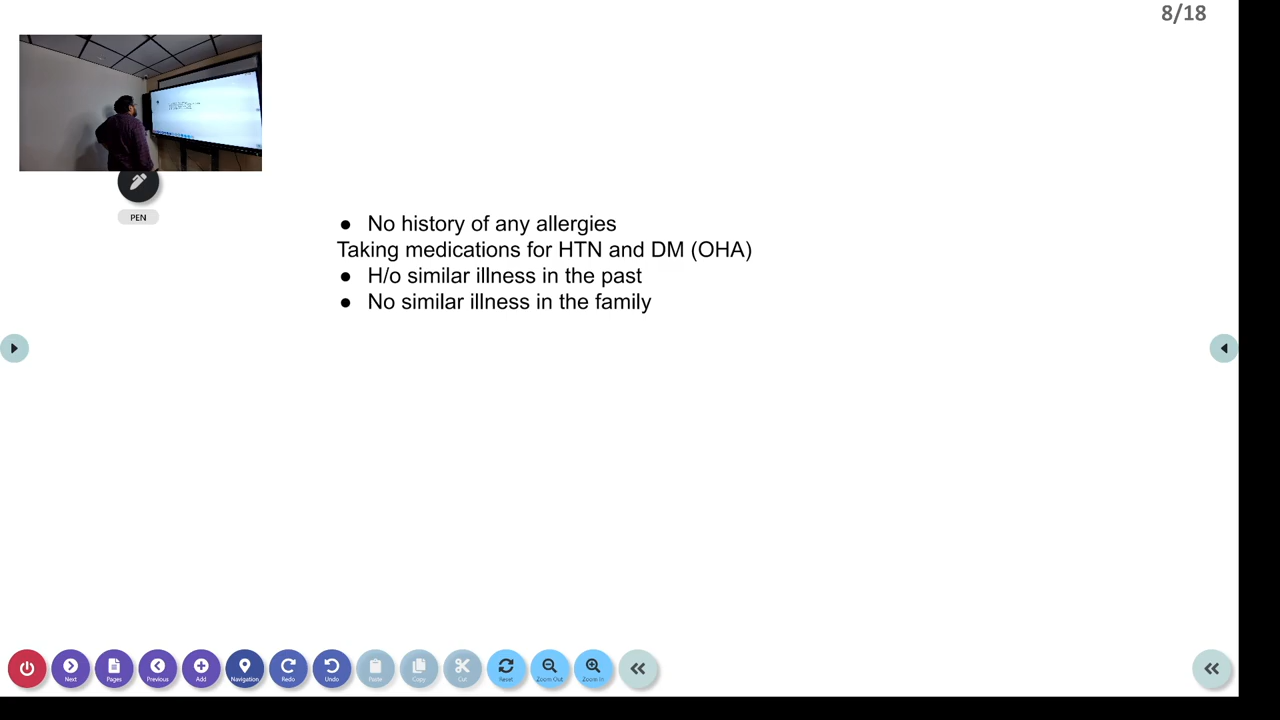 8/18
PEN
● No history of any allergies
Taking medications for HTN and DM (OHA)
● H/o similar illness in the past
● No similar illness in the family
Next Pages Previous Add Navigation Redo Undo Paste Copy Cut Reset Zoom Out Zoom In